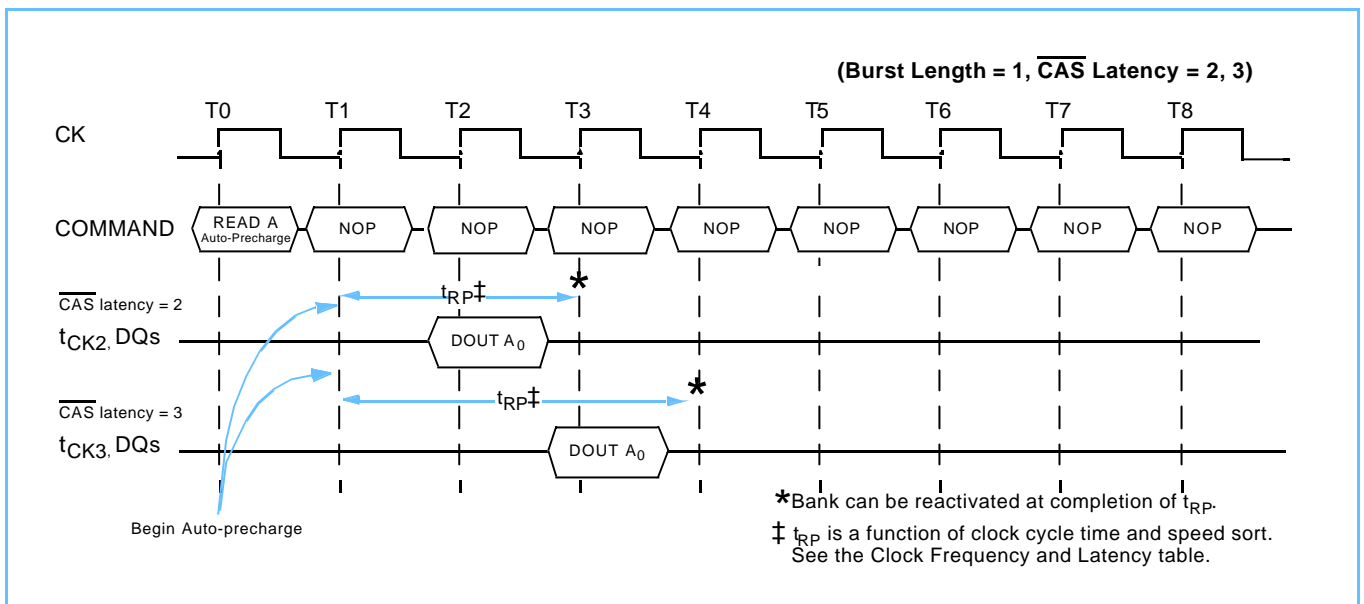 (Burst Length = 1, CAS Latency = 2, 3)
T0 T1 T2 T3 T4 T5 T6 T7 T8
CK
COMMAND
READ A
Auto-Precharge
NOP NOP NOP NOP NOP NOP NOP NOP
*
tRP‡
CAS latency = 2
tCK2, DQs
DOUT A0
*
tRP‡
CAS latency = 3
tCK3, DQs
DOUT A0
Begin Auto-precharge
*Bank can be reactivated at completion of tRP.
‡ tRP is a function of clock cycle time and speed sort.
See the Clock Frequency and Latency table.